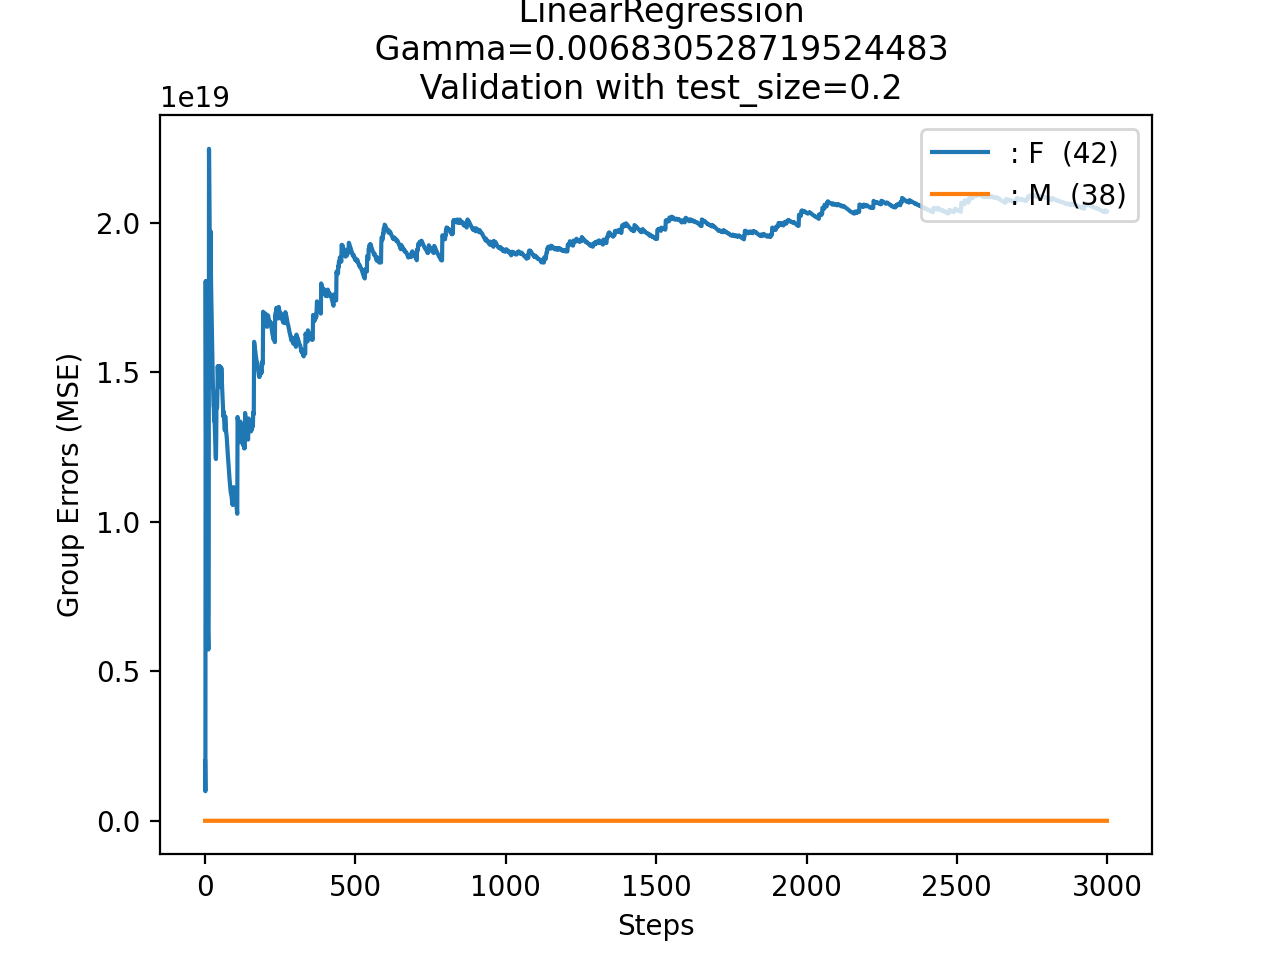 LinearRegression
Gamma=0.006830528719524483
Validation with test_size=0.2
1e19
: F (42)
: M (38)
2.0
1.5
1.0
0.5
0.0
Group Errors (MSE)
0 500 1000 1500 2000 2500 3000
Steps